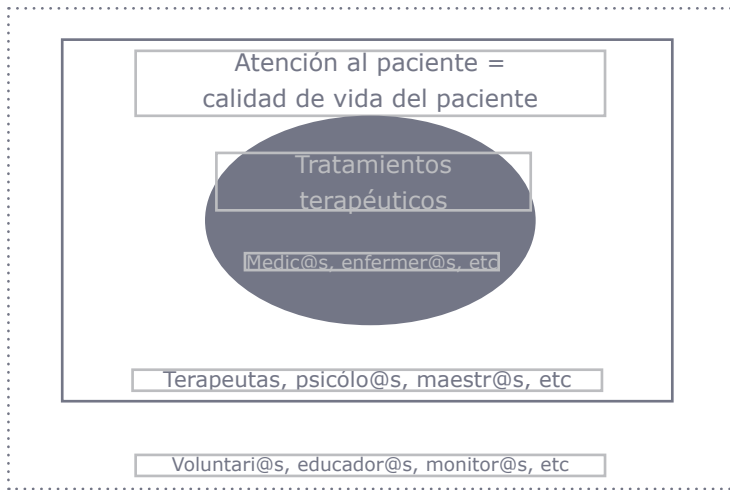 Atención al paciente =
calidad de vida del paciente
Tratamientos
terapéuticos
Medic@s, enfermer@s, etc
Terapeutas, psicólo@s, maestr@s, etc
Voluntari@s, educador@s, monitor@s, etc